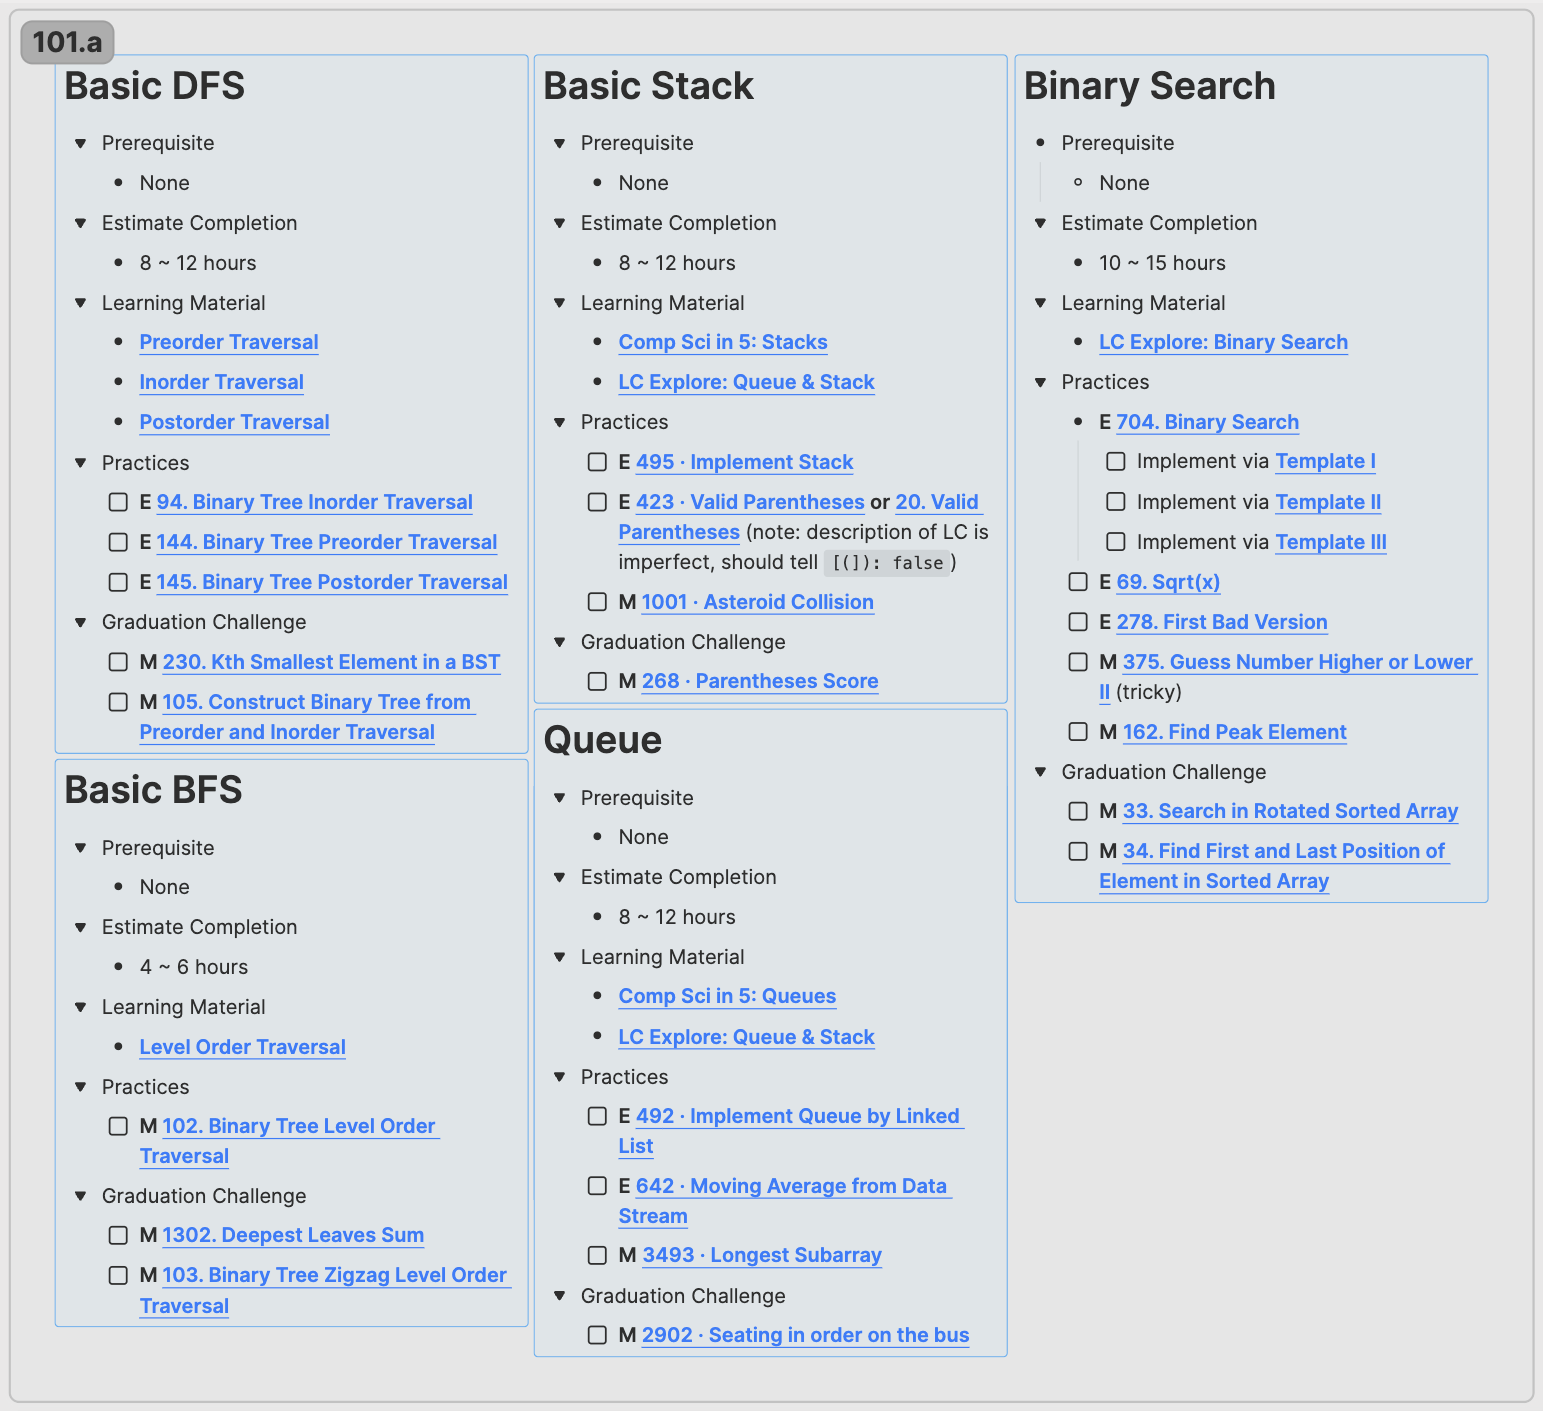 101.a
Basic DFS
Prerequisite
None
Estimate Completion
8 ~ 12 hours
Learning Material
Preorder Traversal
Inorder Traversal
Postorder Traversal
Practices
E 94. Binary Tree Inorder Traversal
E 144. Binary Tree Preorder Traversal
E 145. Binary Tree Postorder Traversal
Graduation Challenge
M 230. Kth Smallest Element in a BST
M 105. Construct Binary Tree from
Preorder and Inorder Traversal
Basic BFS
Prerequisite
None
Estimate Completion
4 ~ 6 hours
Learning Material
Level Order Traversal
Practices
M 102. Binary Tree Level Order
Traversal
Graduation Challenge
M 1302. Deepest Leaves Sum
M 103. Binary Tree Zigzag Level Order
Traversal
Basic Stack
Prerequisite
None
Estimate Completion
8 ~ 12 hours
Learning Material
Comp Sci in 5: Stacks
LC Explore: Queue & Stack
Practices
E 495 · Implement Stack
E 423 · Valid Parentheses or 20. Valid
Parentheses (note: description of LC is
imperfect, should tell [(]): false)
M 1001 · Asteroid Collision
Graduation Challenge
M 268 · Parentheses Score
Queue
Prerequisite
None
Estimate Completion
8 ~ 12 hours
Learning Material
Comp Sci in 5: Queues
LC Explore: Queue & Stack
Practices
E 492 · Implement Queue by Linked
List
E 642 · Moving Average from Data
Stream
M 3493 · Longest Subarray
Graduation Challenge
M 2902 · Seating in order on the bus
Binary Search
Prerequisite
None
Estimate Completion
10 ~ 15 hours
Learning Material
LC Explore: Binary Search
Practices
E 704. Binary Search
Implement via Template I
Implement via Template II
Implement via Template III
E 69. Sqrt(x)
E 278. First Bad Version
M 375. Guess Number Higher or Lower
II (tricky)
M 162. Find Peak Element
Graduation Challenge
M 33. Search in Rotated Sorted Array
M 34. Find First and Last Position of
Element in Sorted Array